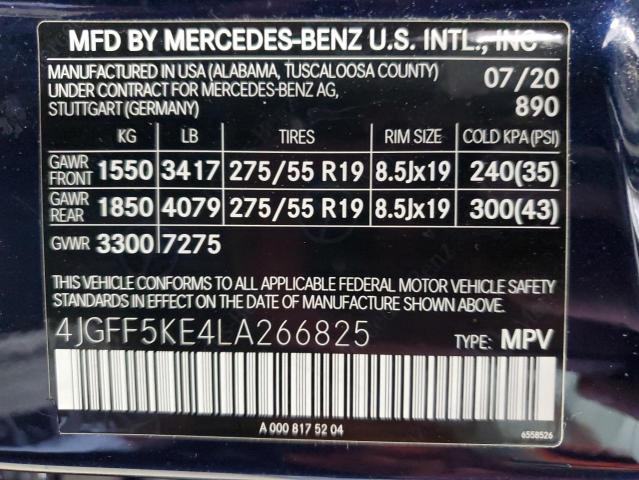 MFD BY MERCEDES-BENZ U.S. INTL., INC
MANUFACTURED IN USA (ALABAMA, TUSCALOOSA COUNTY) 07/20
UNDER CONTRACT FOR MERCEDES-BENZ AG,
STUTTGART (GERMANY) 890
KG LB TIRES RIM SIZE COLD KPA (PSI)
GAWR FRONT 1550 3417 275/55 R19 8.5Jx19 240(35)
GAWR REAR 1850 4079 275/55 R19 8.5Jx19 300(43)
GVWR 3300 7275
THIS VEHICLE CONFORMS TO ALL APPLICABLE FEDERAL MOTOR VEHICLE SAFETY
STANDARDS IN EFFECT ON THE DATE OF MANUFACTURE SHOWN ABOVE.
4JGFF5KE4LA266825 TYPE: MPV
A 000 817 52 04
6558526